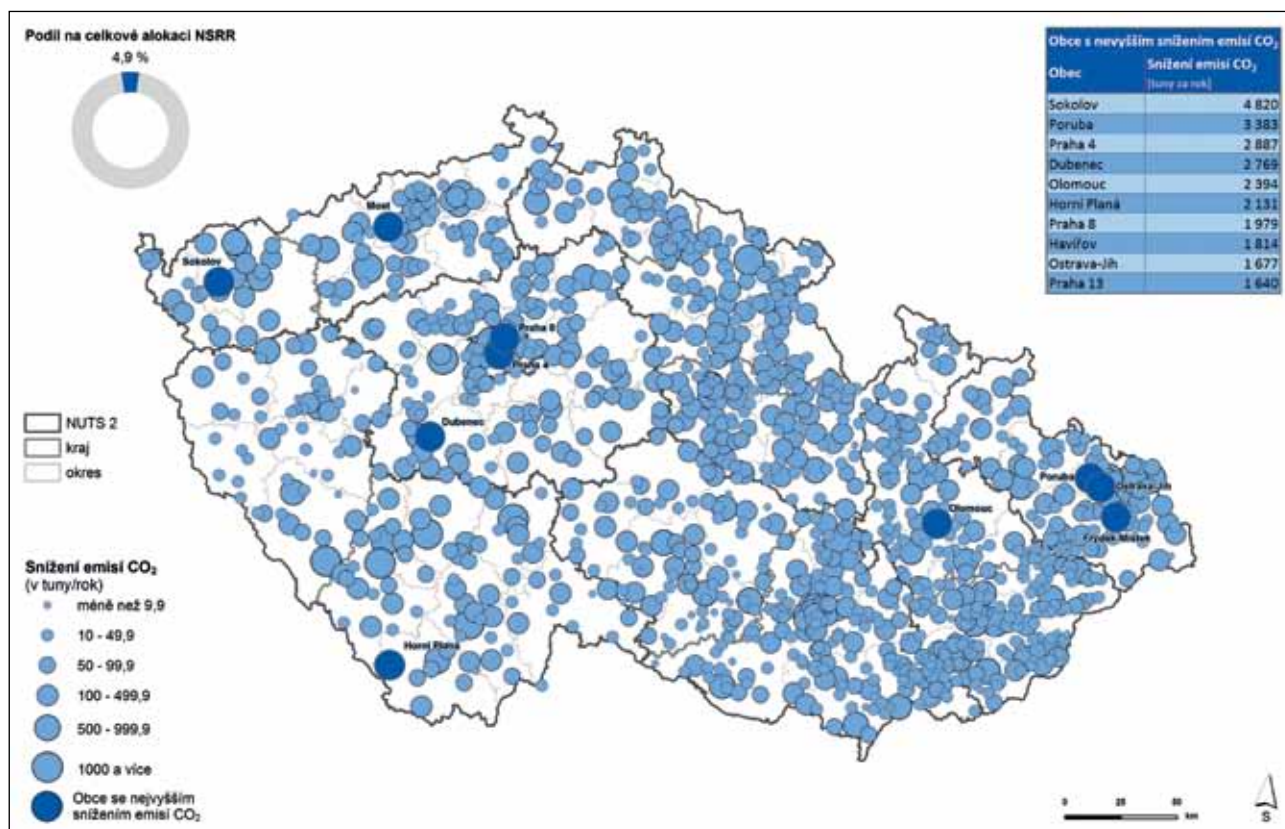 Podíl na celkové alokaci NSRR
4,9 %
Obce s nevyšším snížením emisí CO₂
Obec
Snížení emisí CO₂
[tuny za rok]
Sokolov 4 820
Poruba 3 383
Praha 4 2 887
Dubenec 2 769
Olomouc 2 394
Horní Planá 2 131
Praha 8 1 979
Havířov 1 814
Ostrava-Jih 1 677
Praha 13 1 640
Most
Sokolov
Praha 8
Praha 4
Dubenec
Poruba
Ostrava-Jih
Olomouc
Frýdek Místek
Horní Planá
NUTS 2
kraj
okres
Snížení emisí CO₂
(v tuny/rok)
méně než 9,9
10 - 49,9
50 - 99,9
100 - 499,9
500 - 999,9
1000 a více
Obce se nejvyšším
snížením emisí CO₂
0 25 50
km
S